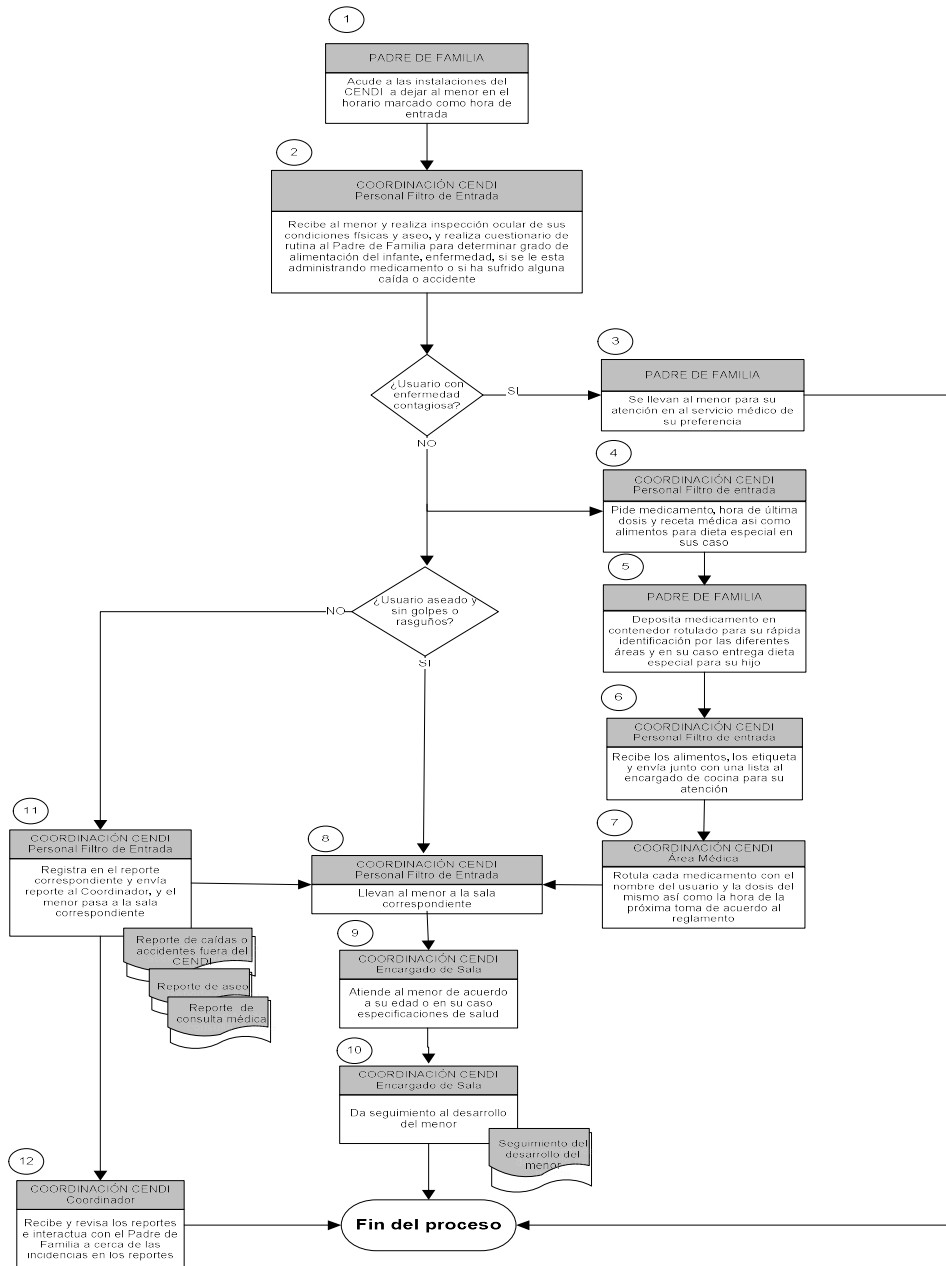 1
PADRE DE FAMILIA
Acude a las instalaciones del
CENDI a dejar al menor en el
horario marcado como hora de
entrada
2
COORDINACIÓN CENDI
Personal Filtro de Entrada
Recibe al menor y realiza inspección ocular de sus
condiciones físicas y aseo, y realiza cuestionario de
rutina al Padre de Familia para determinar grado de
alimentación del infante, enfermedad, si se le esta
administrando medicamento o si ha sufrido alguna
caída o accidente
¿Usuario con
enfermedad
contagiosa?
SI
NO
3
PADRE DE FAMILIA
Se llevan al menor para su
atención en al servicio médico de
su preferencia
4
COORDINACIÓN CENDI
Personal Filtro de entrada
Pide medicamento, hora de última
dosis y receta médica asi como
alimentos para dieta especial en
sus caso
5
PADRE DE FAMILIA
Deposita medicamento en
contenedor rotulado para su rápida
identificación por las diferentes
áreas y en su caso entrega dieta
especial para su hijo
¿Usuario aseado y
sin golpes o
rasguños?
NO
SI
6
COORDINACIÓN CENDI
Personal Filtro de entrada
Recibe los alimentos, los etiqueta
y envía junto con una lista al
encargado de cocina para su
atención
7
COORDINACIÓN CENDI
Área Médica
Rotula cada medicamento con el
nombre del usuario y la dosis del
mismo así como la hora de la
próxima toma de acuerdo al
reglamento
11
COORDINACIÓN CENDI
Personal Filtro de Entrada
Registra en el reporte
correspondiente y envía
reporte al Coordinador, y el
menor pasa a la sala
correspondiente
Reporte de caídas o
accidentes fuera del
CENDI
Reporte de aseo
Reporte de
consulta médica
8
COORDINACIÓN CENDI
Personal Filtro de Entrada
Llevan al menor a la sala
correspondiente
9
COORDINACIÓN CENDI
Encargado de Sala
Atiende al menor de acuerdo
a su edad o en su caso
especificaciones de salud
10
COORDINACIÓN CENDI
Encargado de Sala
Da seguimiento al desarrollo
del menor
Seguimiento del
desarrollo del
menor
12
COORDINACIÓN CENDI
Coordinador
Recibe y revisa los reportes
e interactua con el Padre de
Familia a cerca de las
incidencias en los reportes
Fin del proceso